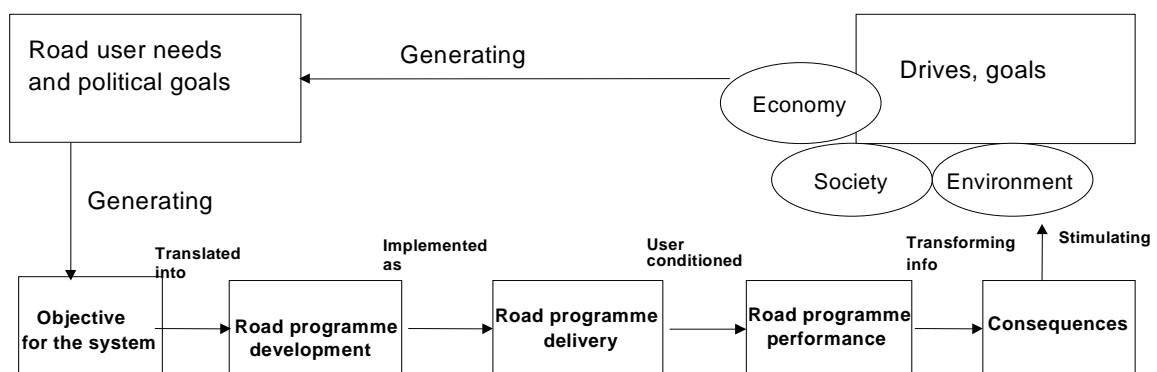 Road user needs
and political goals
Generating
Drives, goals
Economy
Society
Environment
Generating
Translated
into
Implemented
as
User
conditioned
Transforming
info
Stimulating
Objective
for the system
Road programme
development
Road programme
delivery
Road programme
performance
Consequences